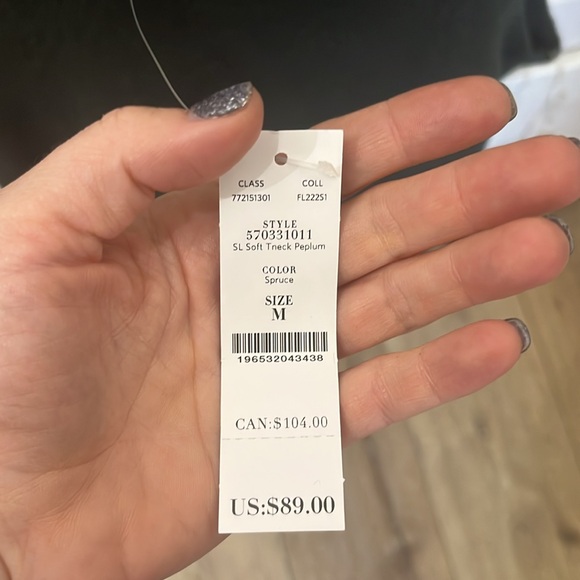 CLASS COLL
772151301 FL222S1
STYLE
570331011
SL Soft Tneck Peplum
COLOR
Spruce
SIZE
M
196532043438
CAN:$104.00
US:$89.00